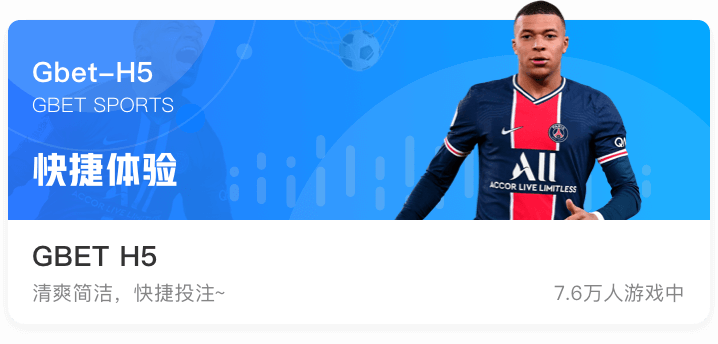 Gbet-H5
GBET SPORTS
快捷体验
ALL
ACCOR LIVE LIMITLESS
GBET H5
清爽简洁，快捷投注~
7.6万人游戏中